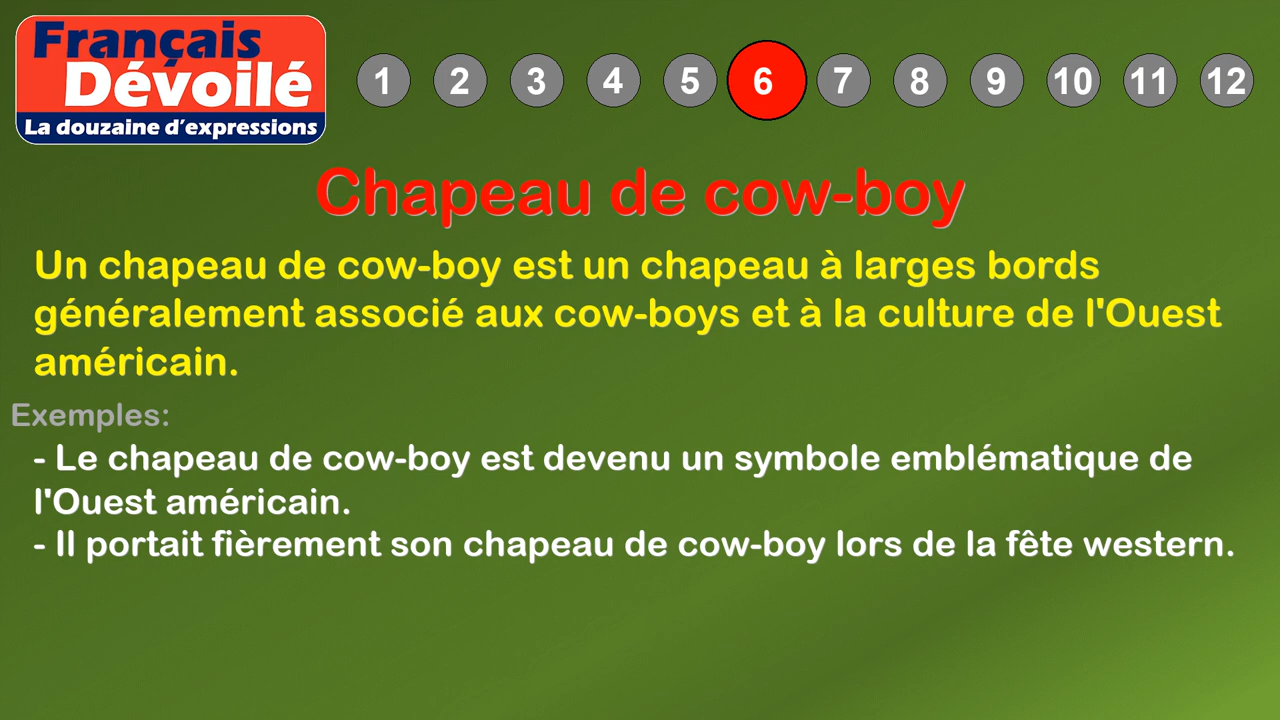 Français
Dévoilé
La douzaine d'expressions
1 2 3 4 5 6 7 8 9 10 11 12
Chapeau de cow-boy
Un chapeau de cow-boy est un chapeau à larges bords
généralement associé aux cow-boys et à la culture de l'Ouest
américain.
Exemples:
- Le chapeau de cow-boy est devenu un symbole emblématique de
l'Ouest américain.
- Il portait fièrement son chapeau de cow-boy lors de la fête western.